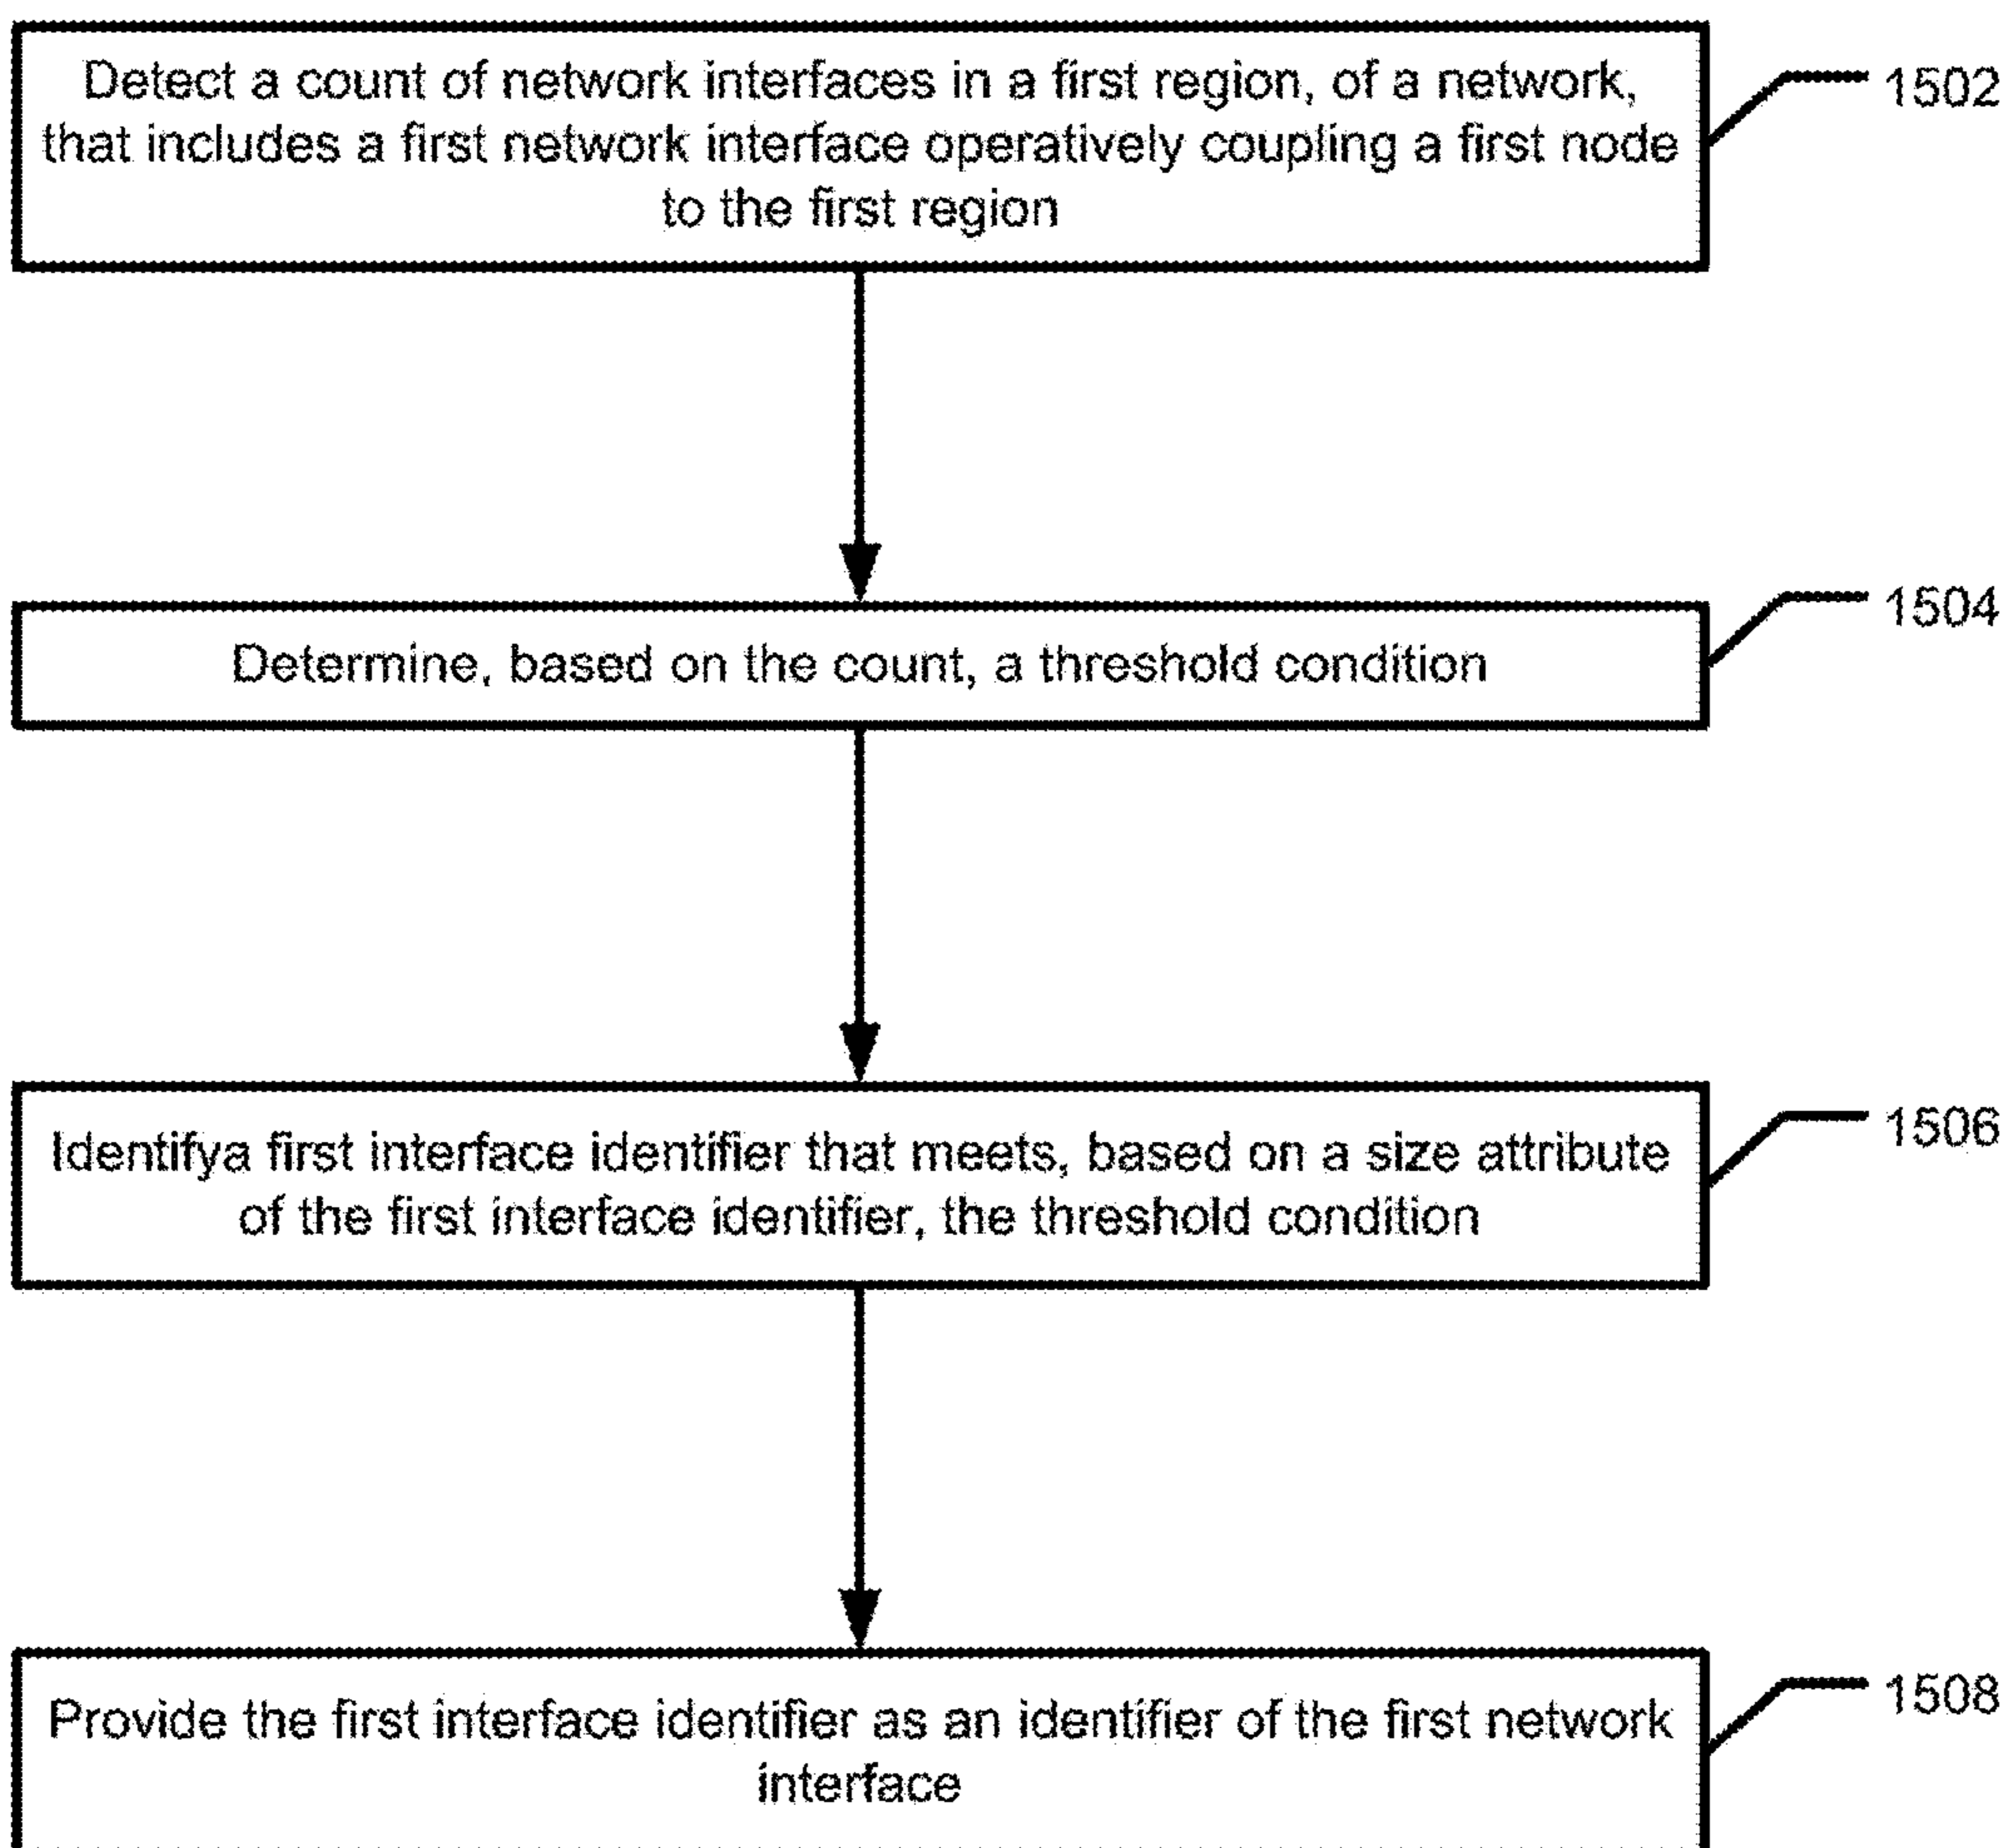 Detect a count of network interfaces in a first region, of a network,
that includes a first network interface operatively coupling a first node
to the first region
1502
Determine, based on the count, a threshold condition
1504
Identifya first interface identifier that meets, based on a size attribute
of the first interface identifier, the threshold condition
1506
Provide the first interface identifier as an identifier of the first network
interface
1508